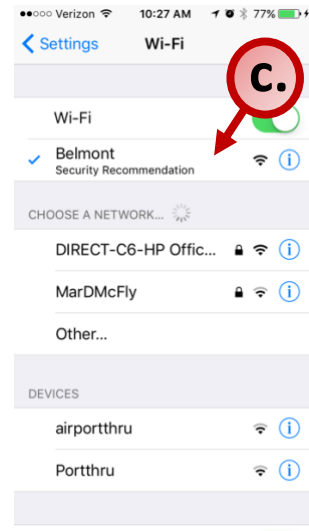 Verizon 10:27 AM 77%
Settings Wi-Fi
C.
Wi-Fi
Belmont
Security Recommendation
CHOOSE A NETWORK...
DIRECT-C6-HP Offic...
MarDMcFly
Other...
DEVICES
airportthru
Portthru